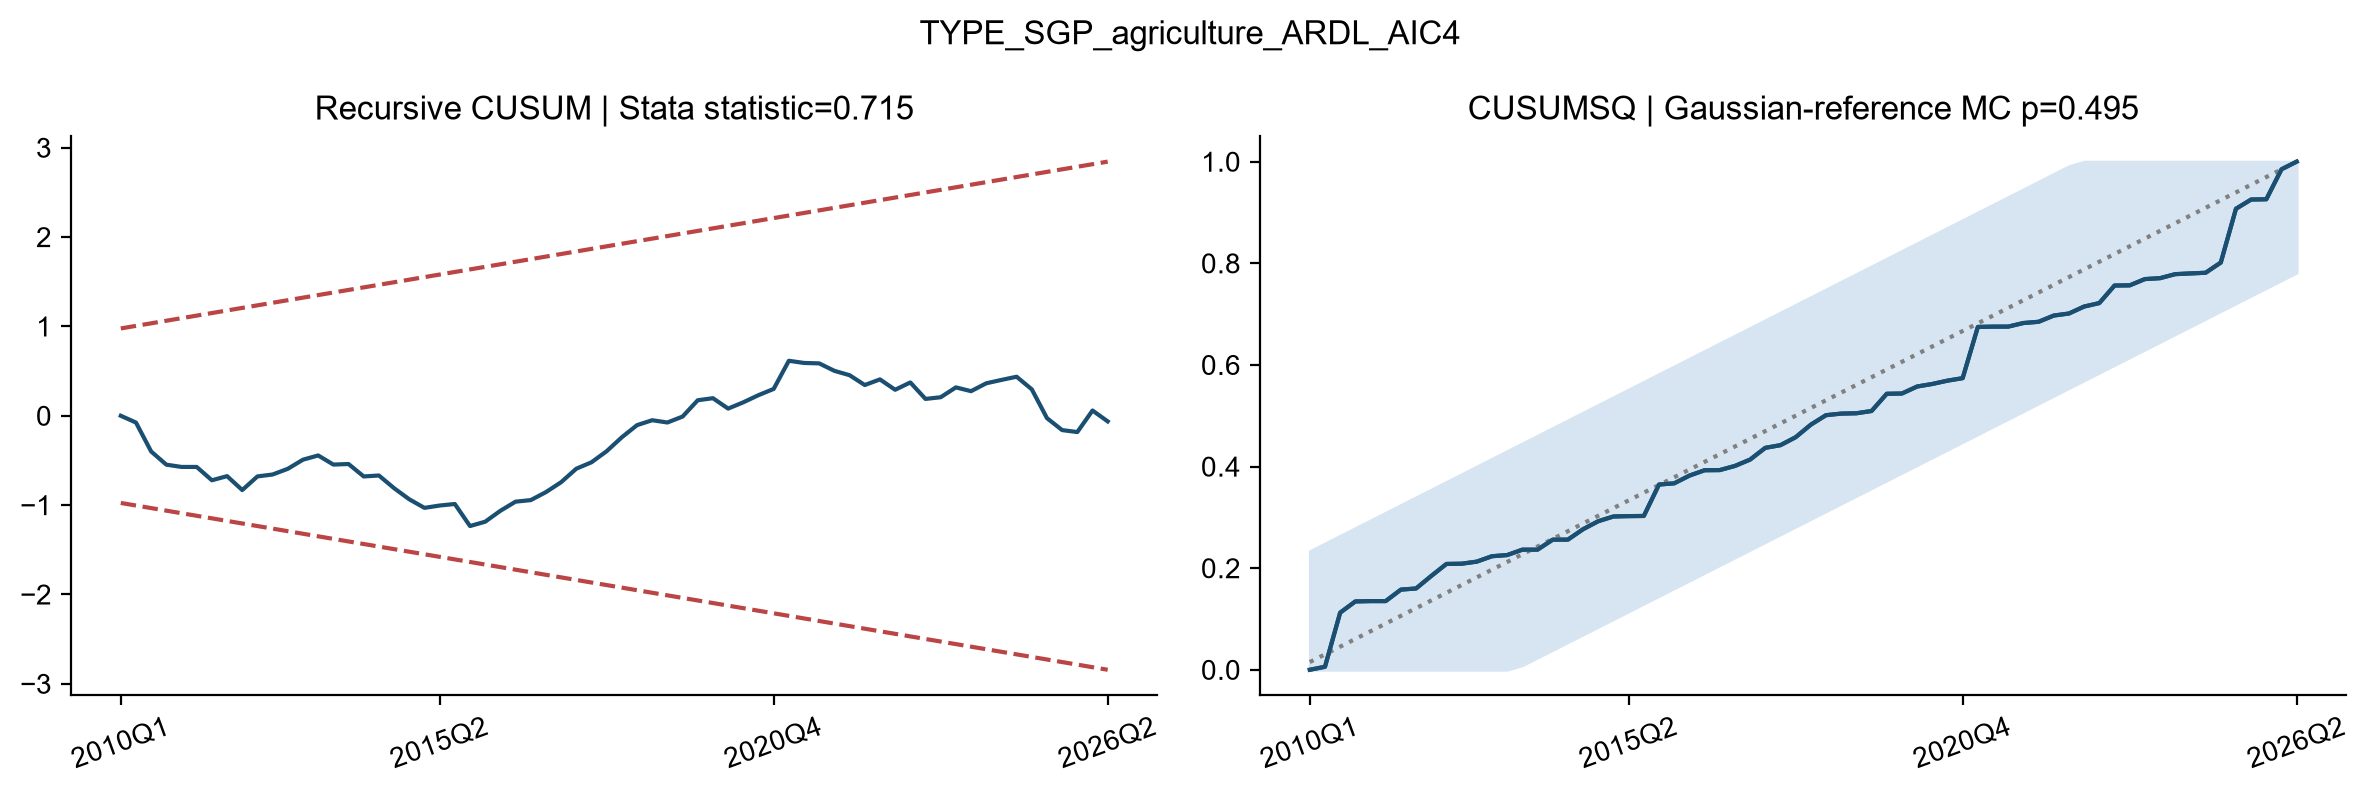 TYPE_SGP_agriculture_ARDL_AIC4
Recursive CUSUM | Stata statistic=0.715
3
2
1
0
−1
−2
−3
2010Q1
2015Q2
2020Q4
2026Q2
CUSUMSQ | Gaussian-reference MC p=0.495
1.0
0.8
0.6
0.4
0.2
0.0
2010Q1
2015Q2
2020Q4
2026Q2